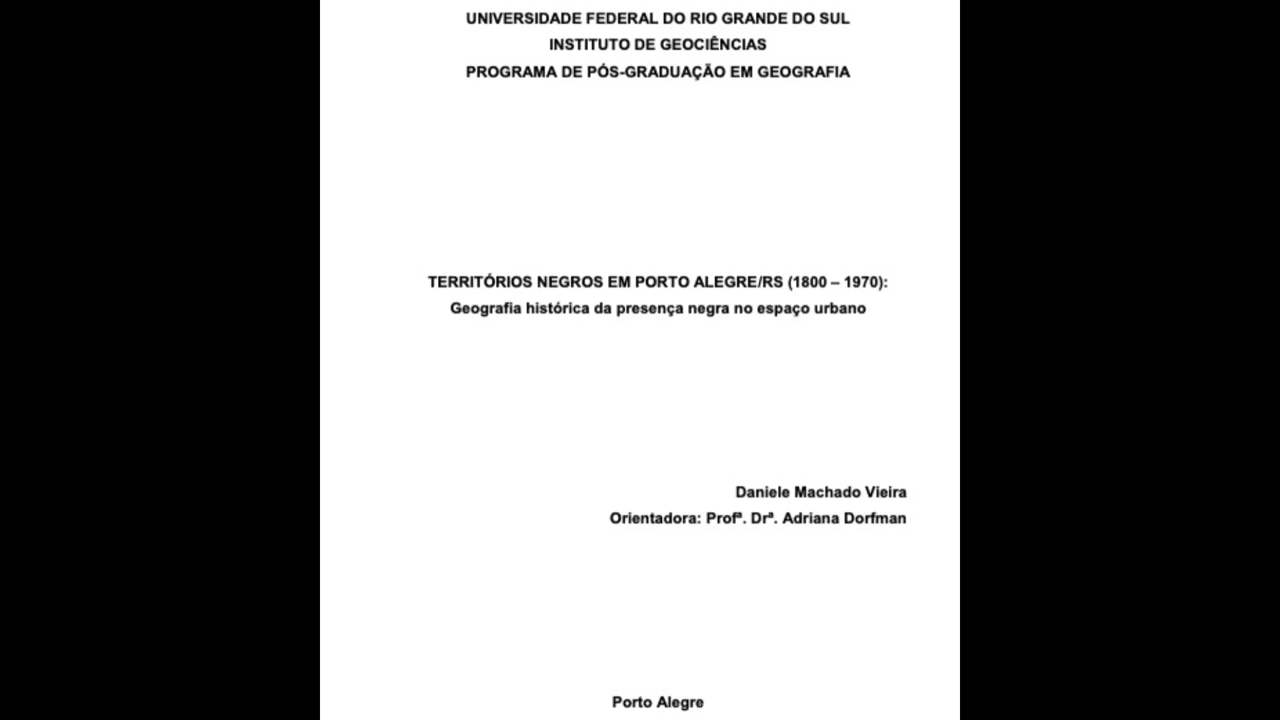 UNIVERSIDADE FEDERAL DO RIO GRANDE DO SUL
INSTITUTO DE GEOCIÊNCIAS
PROGRAMA DE PÓS-GRADUAÇÃO EM GEOGRAFIA
TERRITÓRIOS NEGROS EM PORTO ALEGRE/RS (1800 – 1970):
Geografia histórica da presença negra no espaço urbano
Daniele Machado Vieira
Orientadora: Profª. Drª. Adriana Dorfman
Porto Alegre